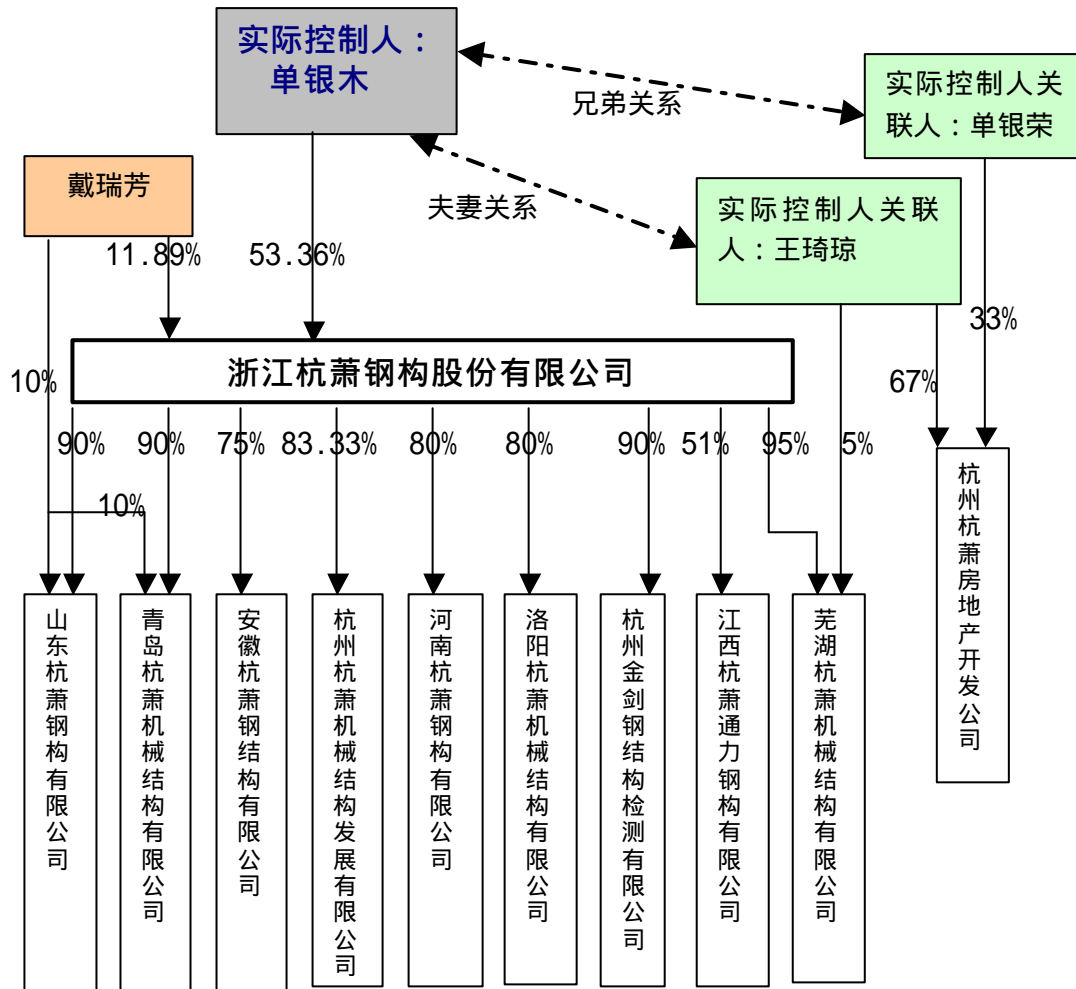 实际控制人：
单银木
兄弟关系
实际控制人关
联人：单银荣
戴瑞芳
夫妻关系
实际控制人关联
人：王琦琼
11.89%
53.36%
33%
浙江杭萧钢构股份有限公司
10%
67%
90%
90%
75%
83.33%
80%
80%
90%
51%
95%
5%
10%
山东杭萧钢构有限公司
青岛杭萧机械结构有限公司
安徽杭萧钢结构有限公司
杭州杭萧机械结构发展有限公司
河南杭萧钢构有限公司
洛阳杭萧机械结构有限公司
杭州金剑钢结构检测有限公司
江西杭萧通力钢构有限公司
芜湖杭萧机械结构有限公司
杭州杭萧房地产开发公司